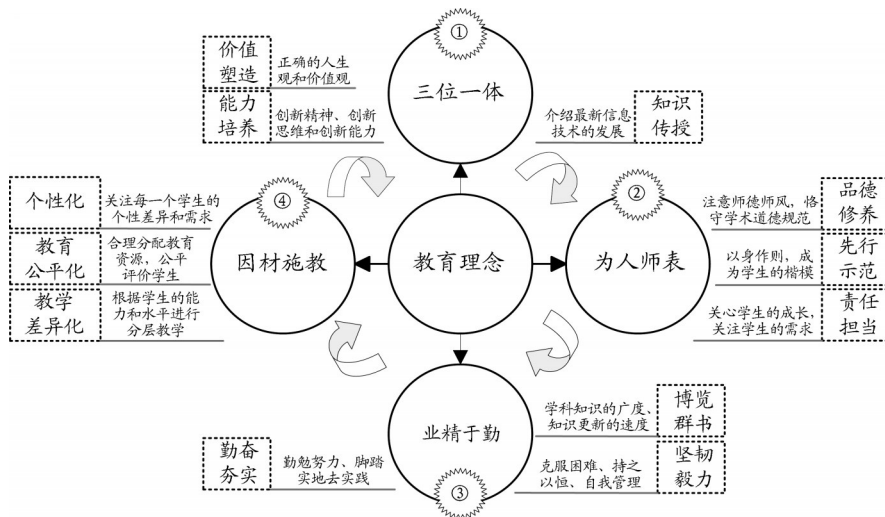 ①
三位一体
价值
塑造
正确的人生
观和价值观
能力
培养
创新精神、创新
思维和创新能力
介绍最新信息
技术的发展
知识
传授
④
因材施教
个性化
关注每一个学生的
个性差异和需求
教育
公平化
合理分配教育
资源,公平
评价学生
教学
差异化
根据学生的能
力和水平进行
分层教学
教育理念
②
为人师表
注意师德师风,恪
守学术道德规范
品德
修养
以身作则,成
为学生的楷模
先行
示范
关心学生的成长,
关注学生的需求
责任
担当
业精于勤
③
勤奋
夯实
勤勉努力、脚踏
实地去实践
学科知识的广度、
知识更新的速度
博览
群书
克服困难、持之
以恒、自我管理
坚韧
毅力